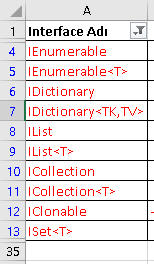 A
1 Interface Adı
4 IEnumerable
5 IEnumerable<T>
6 IDictionary
7 IDictionary<TK,TV>
8 IList
9 IList<T>
10 ICollection
11 ICollection<T>
12 IClonable
13 ISet<T>
35